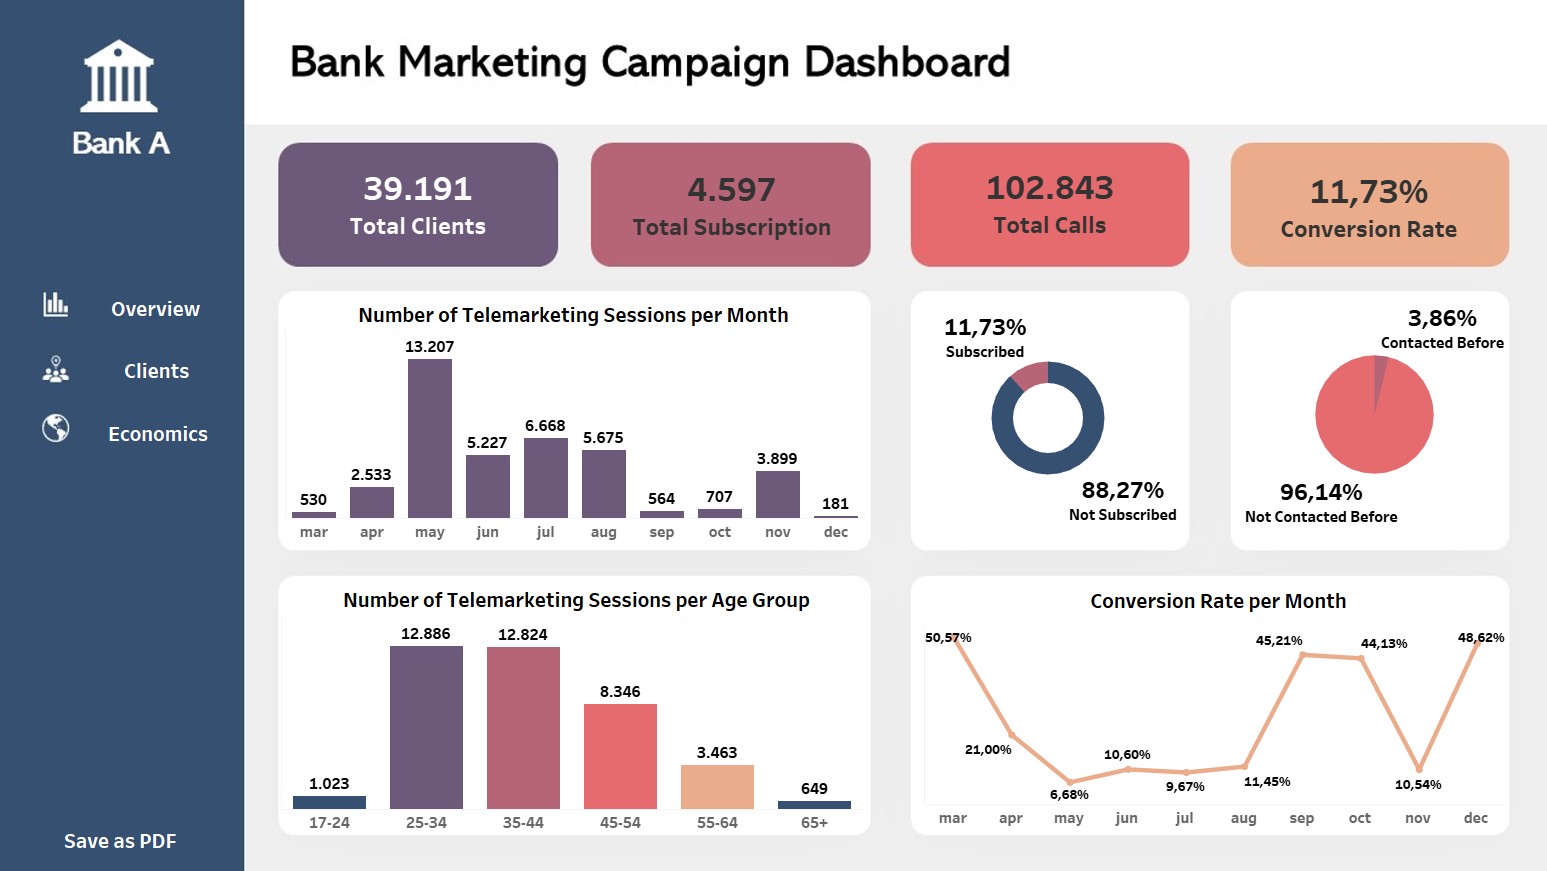 Bank A
Overview
Clients
Economics
Save as PDF
Bank Marketing Campaign Dashboard
39.191
Total Clients
4.597
Total Subscription
102.843
Total Calls
11,73%
Conversion Rate
Number of Telemarketing Sessions per Month
530
2.533
13.207
5.227
6.668
5.675
564
707
3.899
181
mar apr may jun jul aug sep oct nov dec
11,73%
Subscribed
88,27%
Not Subscribed
3,86%
Contacted Before
96,14%
Not Contacted Before
Number of Telemarketing Sessions per Age Group
1.023
12.886
12.824
8.346
3.463
649
17-24 25-34 35-44 45-54 55-64 65+
Conversion Rate per Month
50,57%
21,00%
6,68%
10,60%
9,67%
11,45%
45,21%
44,13%
10,54%
48,62%
mar apr may jun jul aug sep oct nov dec